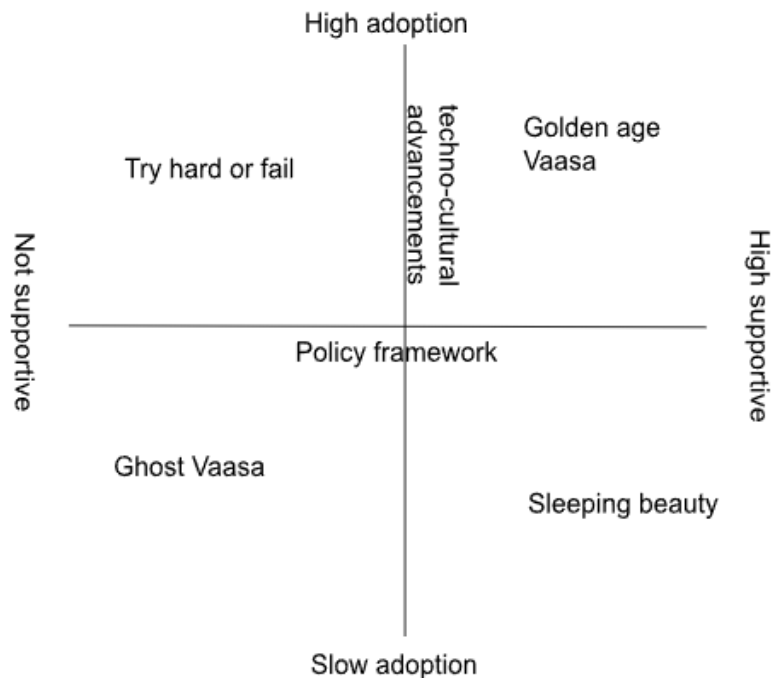 High adoption
techno-cultural
advancements
Golden age
Vaasa
Try hard or fail
Not supportive
High supportive
Policy framework
Ghost Vaasa
Sleeping beauty
Slow adoption